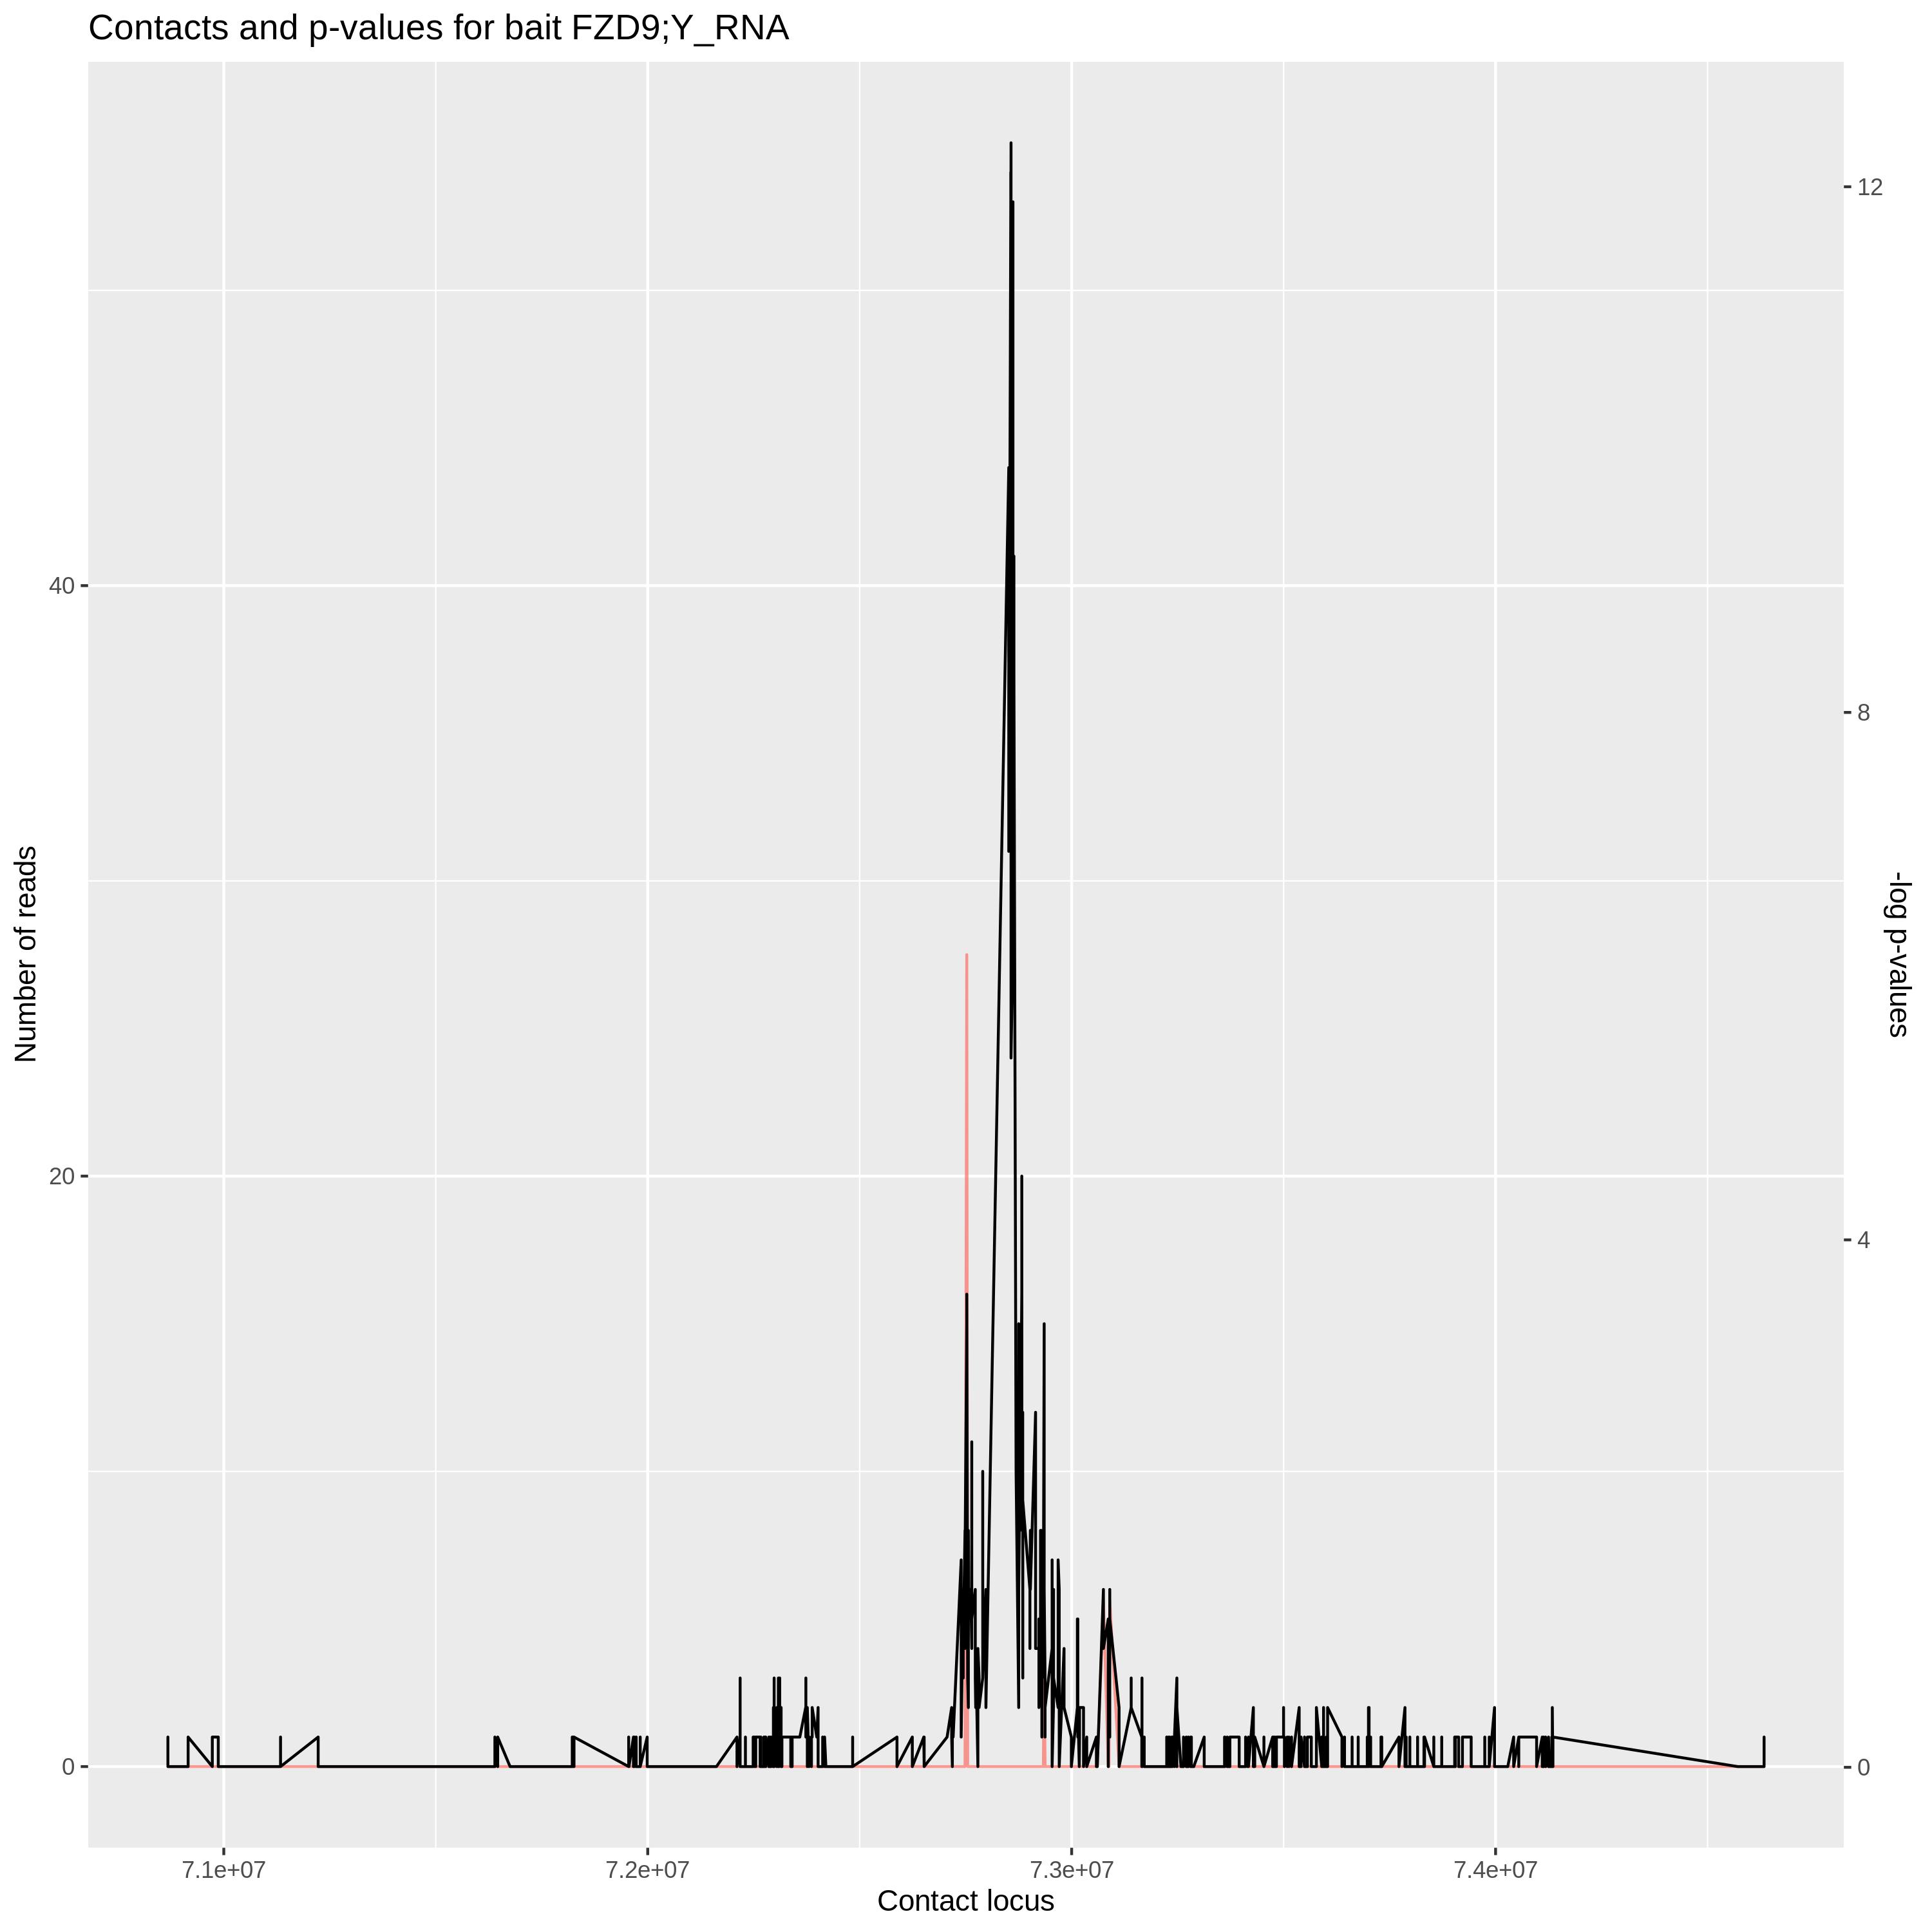 Contacts and p-values for bait FZD9;Y_RNA
Number of reads
0
20
40
-log p-values
0
4
8
12
7.1e+07
7.2e+07
7.3e+07
7.4e+07
Contact locus